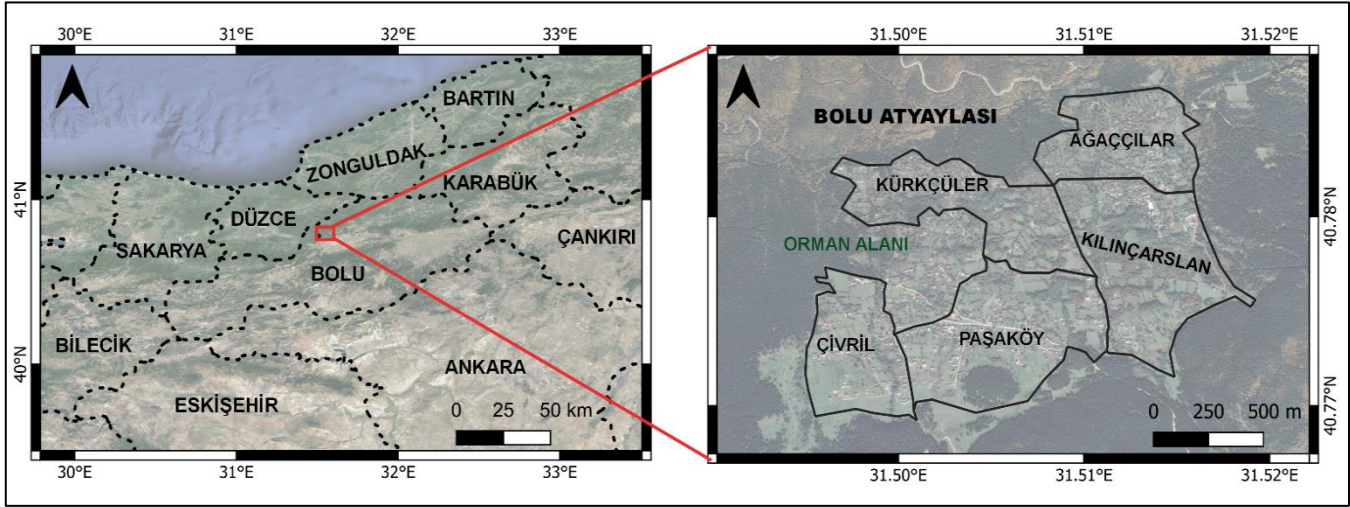 30°E 31°E 32°E 33°E
31.50°E 31.51°E 31.52°E
BARTIN
ZONGULDAK
KARABÜK
DÜZCE
ÇANKIRI
SAKARYA
BOLU
BİLECİK
ANKARA
ESKİŞEHİR
41°N
40°N
0 25 50 km
30°E 31°E 32°E 33°E
BOLU ATYAYLASI
AĞAÇÇILAR
KÜRKÇÜLER
ORMAN ALANI
KILINÇARSLAN
ÇİVRİL
PAŞAKÖY
40.78°N
40.77°N
0 250 500 m
31.50°E 31.51°E 31.52°E